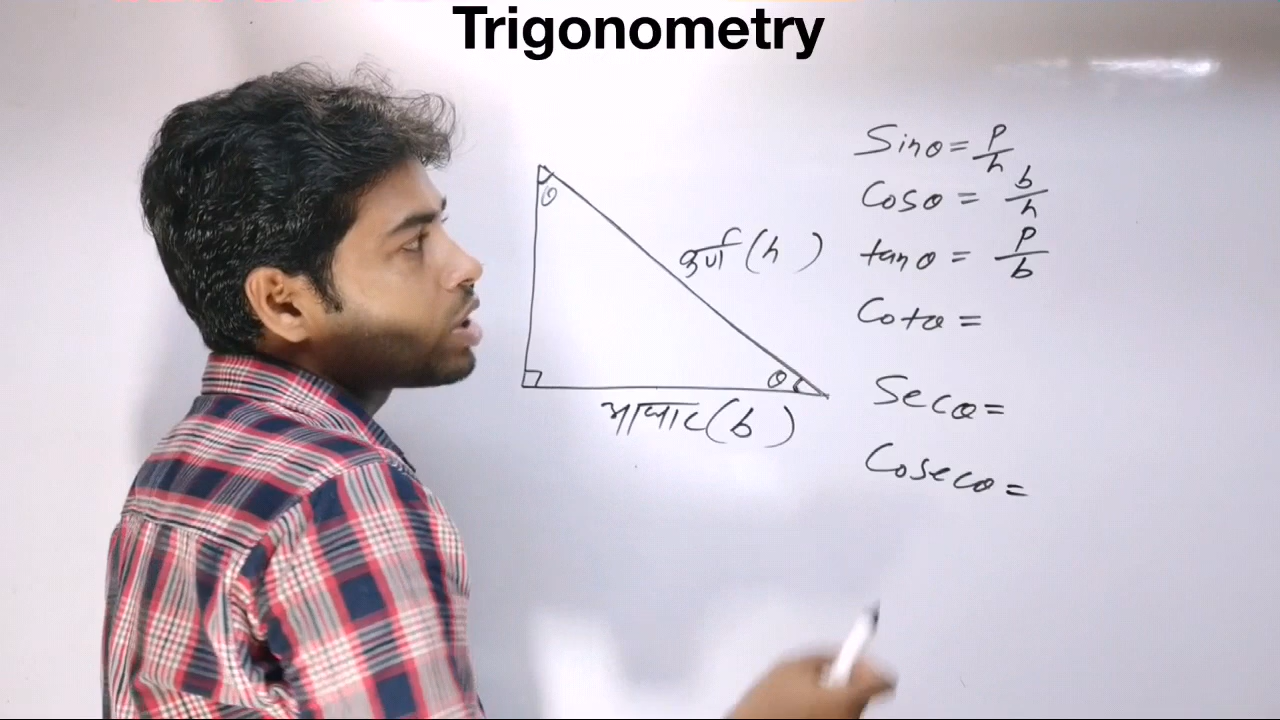 Trigonometry
Sinθ = p/h
Cosθ = b/h
θ
कर्ण (h)
tanθ = p/b
Cotθ =
θ
Secθ =
आधार (b)
Cosecθ =